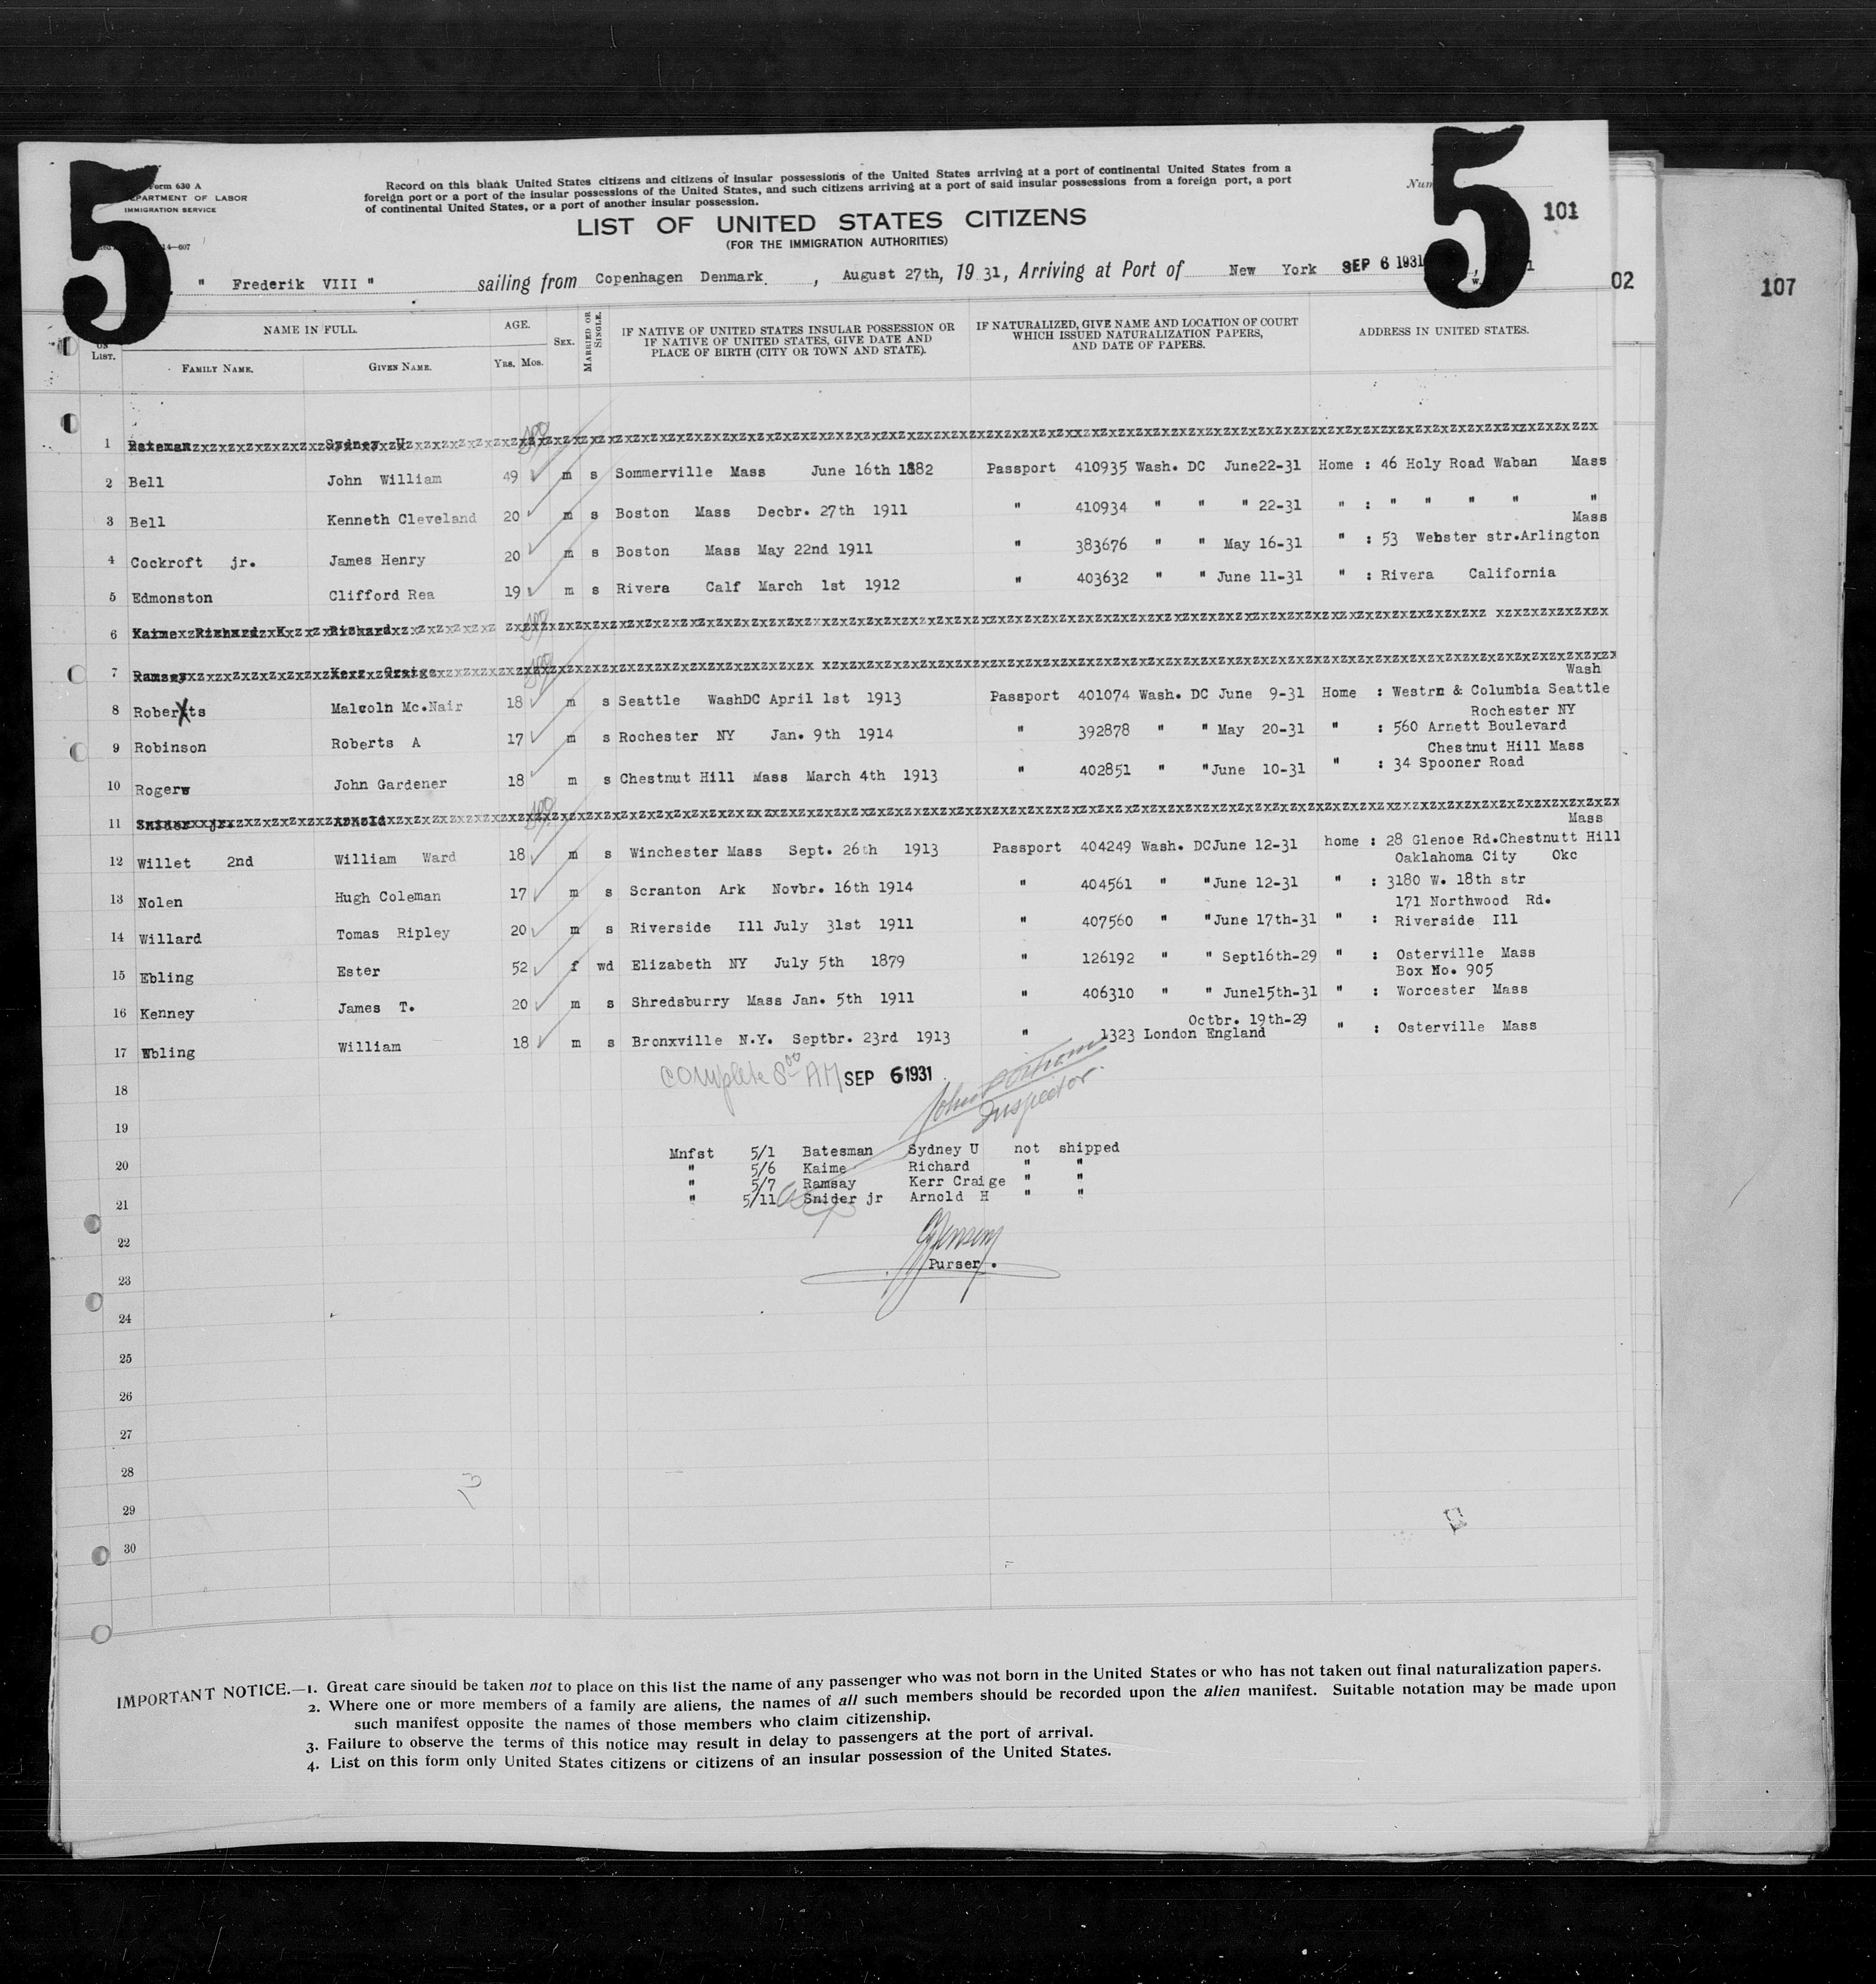 5
5
Form 630 A
DEPARTMENT OF LABOR
IMMIGRATION SERVICE
14—607
Record on this blank United States citizens and citizens of insular possessions of the United States arriving at a port of continental United States from a
foreign port or a port of the insular possessions of the United States, and such citizens arriving at a port of said insular possessions from a foreign port, a port
of continental United States, or a port of another insular possession.
101
LIST OF UNITED STATES CITIZENS
(FOR THE IMMIGRATION AUTHORITIES)
" Frederik VIII " sailing from Copenhagen Denmark, August 27th, 1931, Arriving at Port of New York SEP 6 1931
02
107
LIST.
NAME IN FULL.
FAMILY NAME.
GIVEN NAME.
AGE.
YRS. MOS.
SEX.
MARRIED OR SINGLE.
IF NATIVE OF UNITED STATES INSULAR POSSESSION OR
IF NATIVE OF UNITED STATES, GIVE DATE AND
PLACE OF BIRTH (CITY OR TOWN AND STATE).
IF NATURALIZED, GIVE NAME AND LOCATION OF COURT
WHICH ISSUED NATURALIZATION PAPERS,
AND DATE OF PAPERS.
ADDRESS IN UNITED STATES.
1 Bateman Sydney U
2 Bell John William 49 m s Sommerville Mass June 16th 1882 Passport 410935 Wash. DC June22-31 Home : 46 Holy Road Waban Mass
3 Bell Kenneth Cleveland 20 m s Boston Mass Decbr. 27th 1911 " 410934 " " " 22-31 " : " " " " "
Mass
4 Cockroft jr. James Henry 20 m s Boston Mass May 22nd 1911 " 383676 " " May 16-31 " : 53 Webster str.Arlington
5 Edmonston Clifford Rea 19 m s Rivera Calf March 1st 1912 " 403632 " " June 11-31 " : Rivera California
6 Kaime Richard K Richard
7 Ramsey Kerr Craige
Wash
8 Roberts Malcoln Mc.Nair 18 m s Seattle WashDC April 1st 1913 Passport 401074 Wash. DC June 9-31 Home : Westrn & Columbia Seattle
Rochester NY
9 Robinson Roberts A 17 m s Rochester NY Jan. 9th 1914 " 392878 " " May 20-31 " : 560 Arnett Boulevard
Chestnut Hill Mass
10 Rogers John Gardener 18 m s Chestnut Hill Mass March 4th 1913 " 402851 " "June 10-31 " : 34 Spooner Road
11 Snider jr. Arnold
Mass
12 Willet 2nd William Ward 18 m s Winchester Mass Sept. 26th 1913 Passport 404249 Wash. DCJune 12-31 home : 28 Glenoe Rd.Chestnutt Hill
Oaklahoma City Okc
13 Nolen Hugh Coleman 17 m s Scranton Ark Novbr. 16th 1914 " 404561 " "June 12-31 " : 3180 W. 18th str
171 Northwood Rd.
14 Willard Tomas Ripley 20 m s Riverside Ill July 31st 1911 " 407560 " "June 17th-31 " : Riverside Ill
15 Ebling Ester 52 f wd Elizabeth NY July 5th 1879 " 126192 " " Sept16th-29 " : Osterville Mass
Box No. 905
16 Kenney James T. 20 m s Shredsburry Mass Jan. 5th 1911 " 406310 " " June15th-31 " : Worcester Mass
Octbr. 19th-29
17 Ebling William 18 m s Bronxville N.Y. Septbr. 23rd 1913 " 1323 London England " : Osterville Mass
18
Complete 8 00 AM SEP 6 1931
John
Inspector.
19
20
21
22
23
24
25
26
27
28
29
30
Mnfst 5/1 Batesman Sydney U not shipped
" 5/6 Kaime Richard " "
" 5/7 Ramsay Kerr Craige " "
" 5/11 Snider jr Arnold H " "
Purser.
IMPORTANT NOTICE.—1. Great care should be taken not to place on this list the name of any passenger who was not born in the United States or who has not taken out final naturalization papers.
2. Where one or more members of a family are aliens, the names of all such members should be recorded upon the alien manifest. Suitable notation may be made upon
such manifest opposite the names of those members who claim citizenship.
3. Failure to observe the terms of this notice may result in delay to passengers at the port of arrival.
4. List on this form only United States citizens or citizens of an insular possession of the United States.